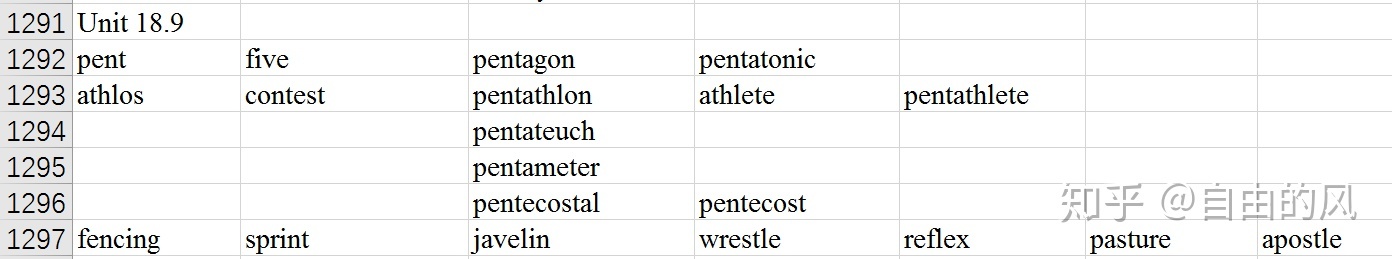 1291 Unit 18.9
1292 pent five pentagon pentatonic
1293 athlos contest pentathlon athlete pentathlete
1294 pentateuch
1295 pentameter
1296 pentecostal pentecost
知乎 @自由的风
1297 fencing sprint javelin wrestle reflex pasture apostle